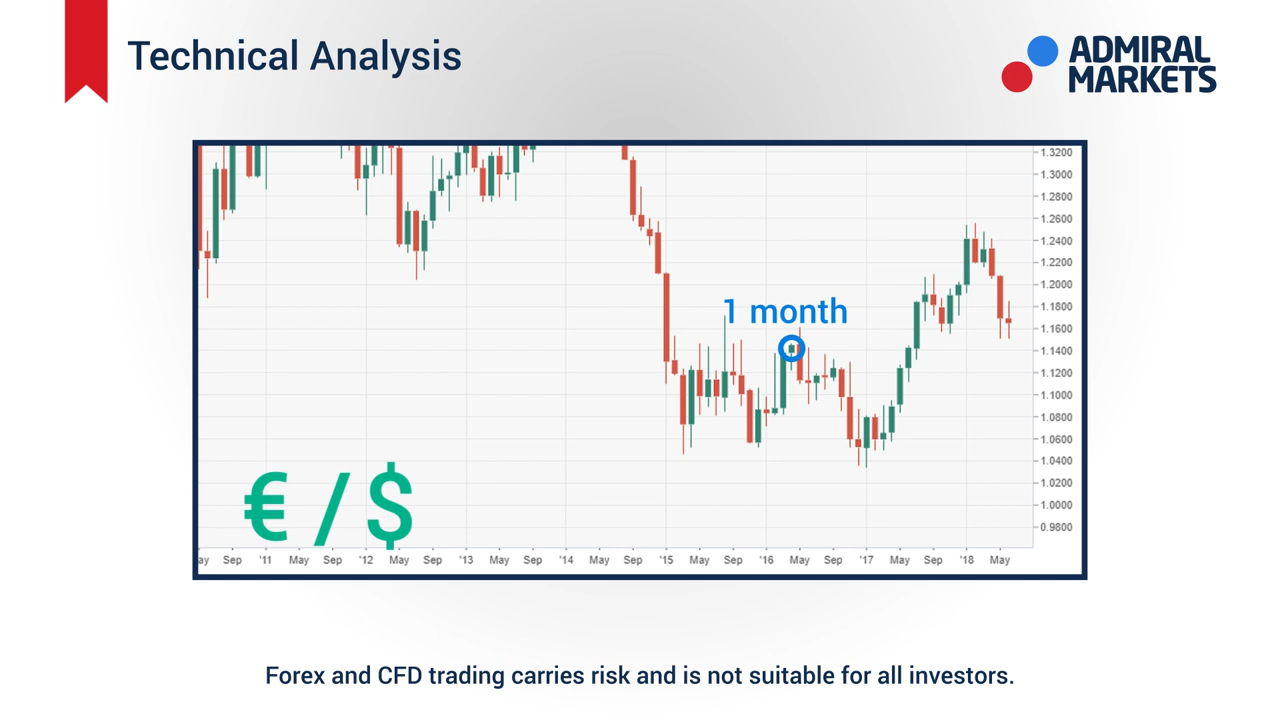 Technical Analysis
ADMIRAL
MARKETS
1.3200
1.3000
1.2800
1.2600
1.2400
1.2200
1.2000
1.1800
1 month
1.1600
1.1400
1.1200
1.1000
1.0800
1.0600
1.0400
1.0200
€ / $
1.0000
0.9800
ay Sep '11 May Sep '12 May Sep '13 May Sep '14 May Sep '15 May Sep '16 May Sep '17 May Sep '18 May
Forex and CFD trading carries risk and is not suitable for all investors.